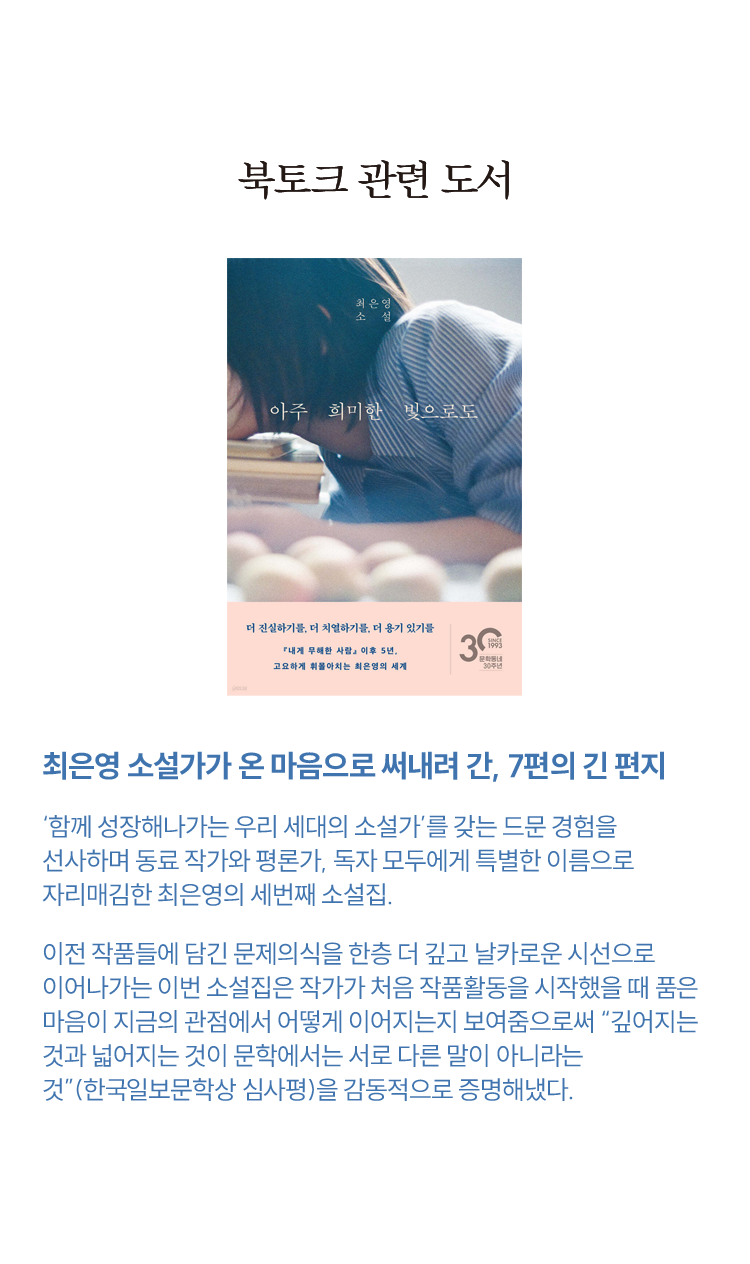 북토크 관련 도서
최은영
소설
아주 희미한 빛으로도
더 진실하기를, 더 치열하기를, 더 용기 있기를
『내게 무해한 사람』 이후 5년,
고요하게 휘몰아치는 최은영의 세계
30
SINCE
1993
문학동네
30주년
최은영 소설가가 온 마음으로 써내려 간, 7편의 긴 편지
‘함께 성장해나가는 우리 세대의 소설가’를 갖는 드문 경험을
선사하며 동료 작가와 평론가, 독자 모두에게 특별한 이름으로
자리매김한 최은영의 세번째 소설집.
이전 작품들에 담긴 문제의식을 한층 더 깊고 날카로운 시선으로
이어나가는 이번 소설집은 작가가 처음 작품활동을 시작했을 때 품은
마음이 지금의 관점에서 어떻게 이어지는지 보여줌으로써 “깊어지는
것과 넓어지는 것이 문학에서는 서로 다른 말이 아니라는
것”(한국일보문학상 심사평)을 감동적으로 증명해냈다.